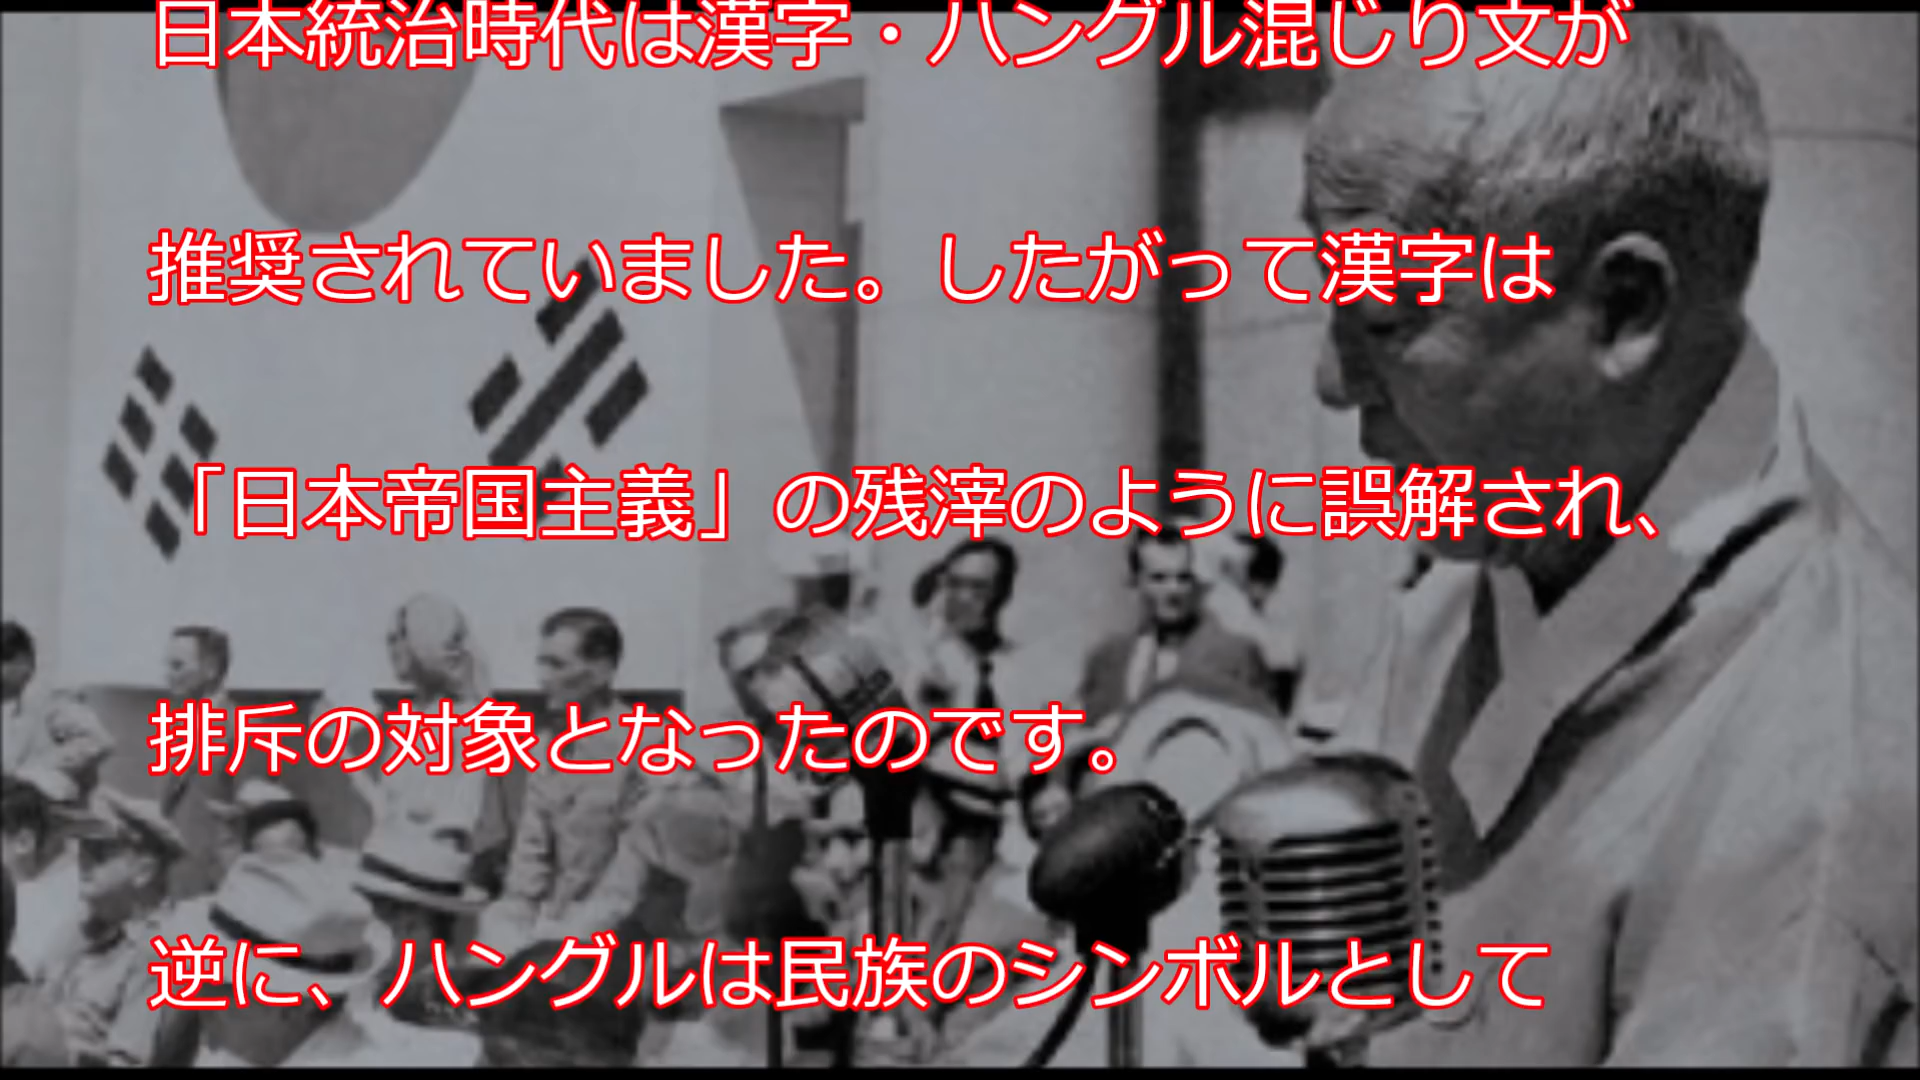 日本統治時代は漢字・ハングル混じり文が
推奨されていました。したがって漢字は
「日本帝国主義」の残滓のように誤解され、
排斥の対象となったのです。
逆に、ハングルは民族のシンボルとして